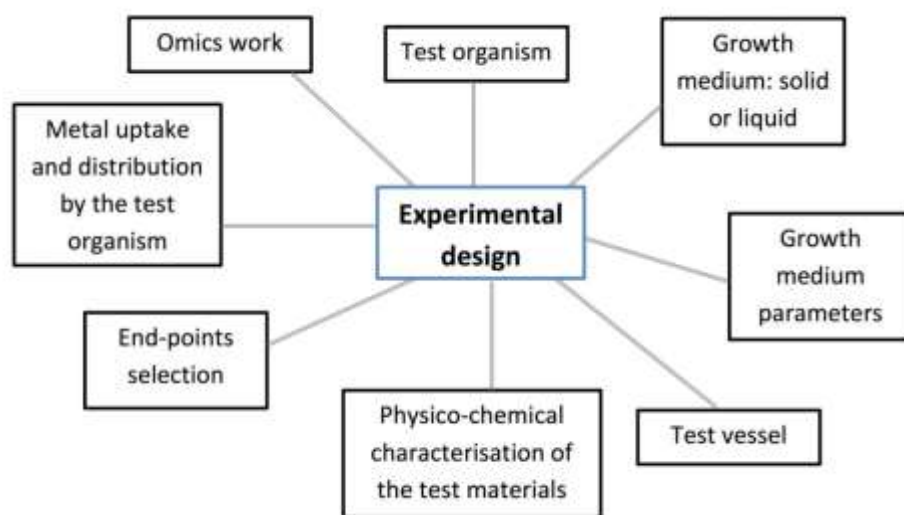 Omics work
Test organism
Growth
medium: solid
or liquid
Metal uptake
and distribution
by the test
organism
Experimental
design
Growth
medium
parameters
End-points
selection
Physico-chemical
characterisation of
the test materials
Test vessel